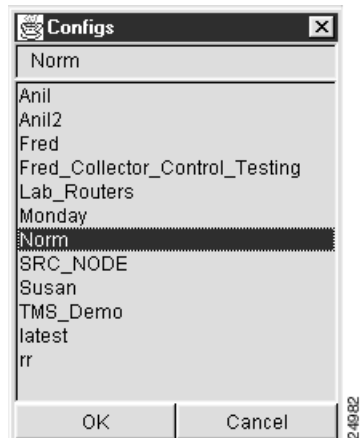 Configs
Norm
Anil
Anil2
Fred
Fred_Collector_Control_Testing
Lab_Routers
Monday
Norm
SRC_NODE
Susan
TMS_Demo
latest
rr
OK Cancel
24982